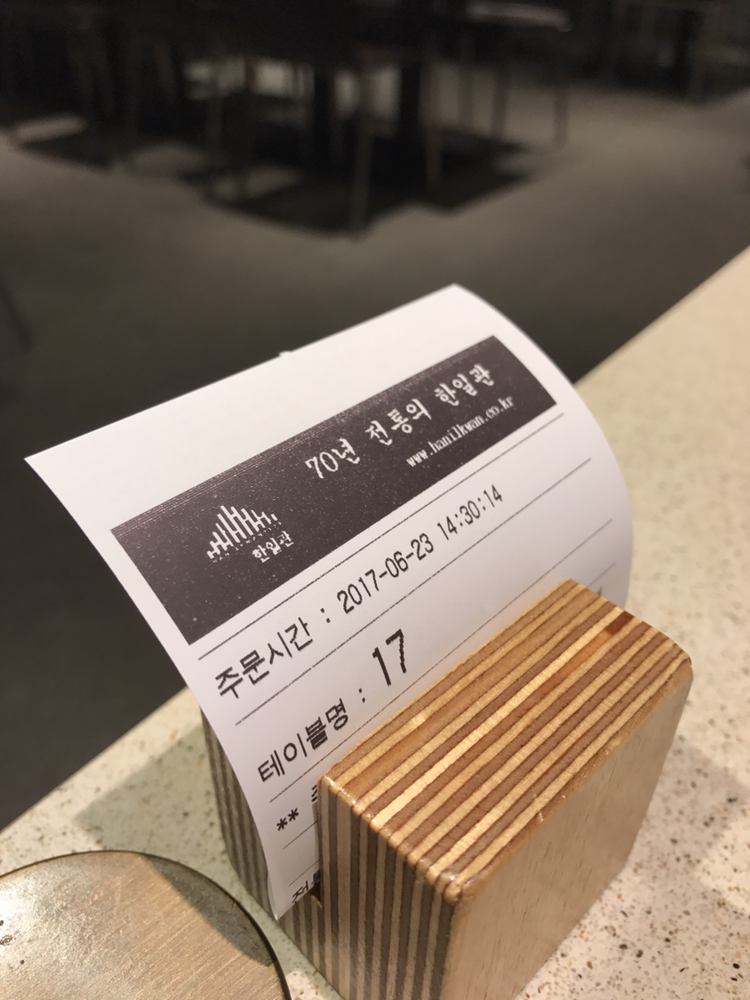 70년 전통의 한일관
www.hanilkwan.co.kr
한일관
주문시간 : 2017-06-23 14:30:14
테이블명 : 17
**